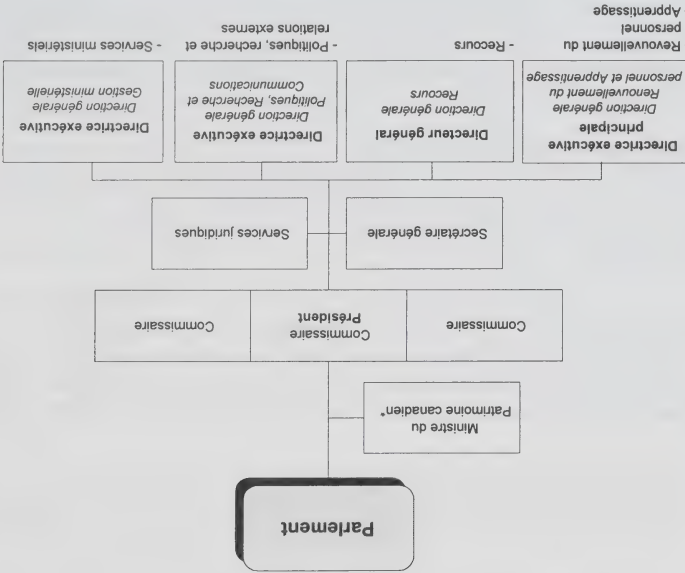 Parlement
Ministre du
Patrimoine canadien*
Commissaire
Commissaire
Président
Commissaire
Secrétaire générale
Services juridiques
Directrice exécutive
principale
Direction générale
Renouvellement du
personnel et Apprentissage
Directeur général
Direction générale
Recours
Directrice exécutive
Direction générale
Politiques, Recherche et
Communications
Directrice exécutive
Direction générale
Gestion ministérielle
Revouvellement du
personnel
Apprentissage
- Recours
- Politiques, recherche et
relations externes
- Services ministériels